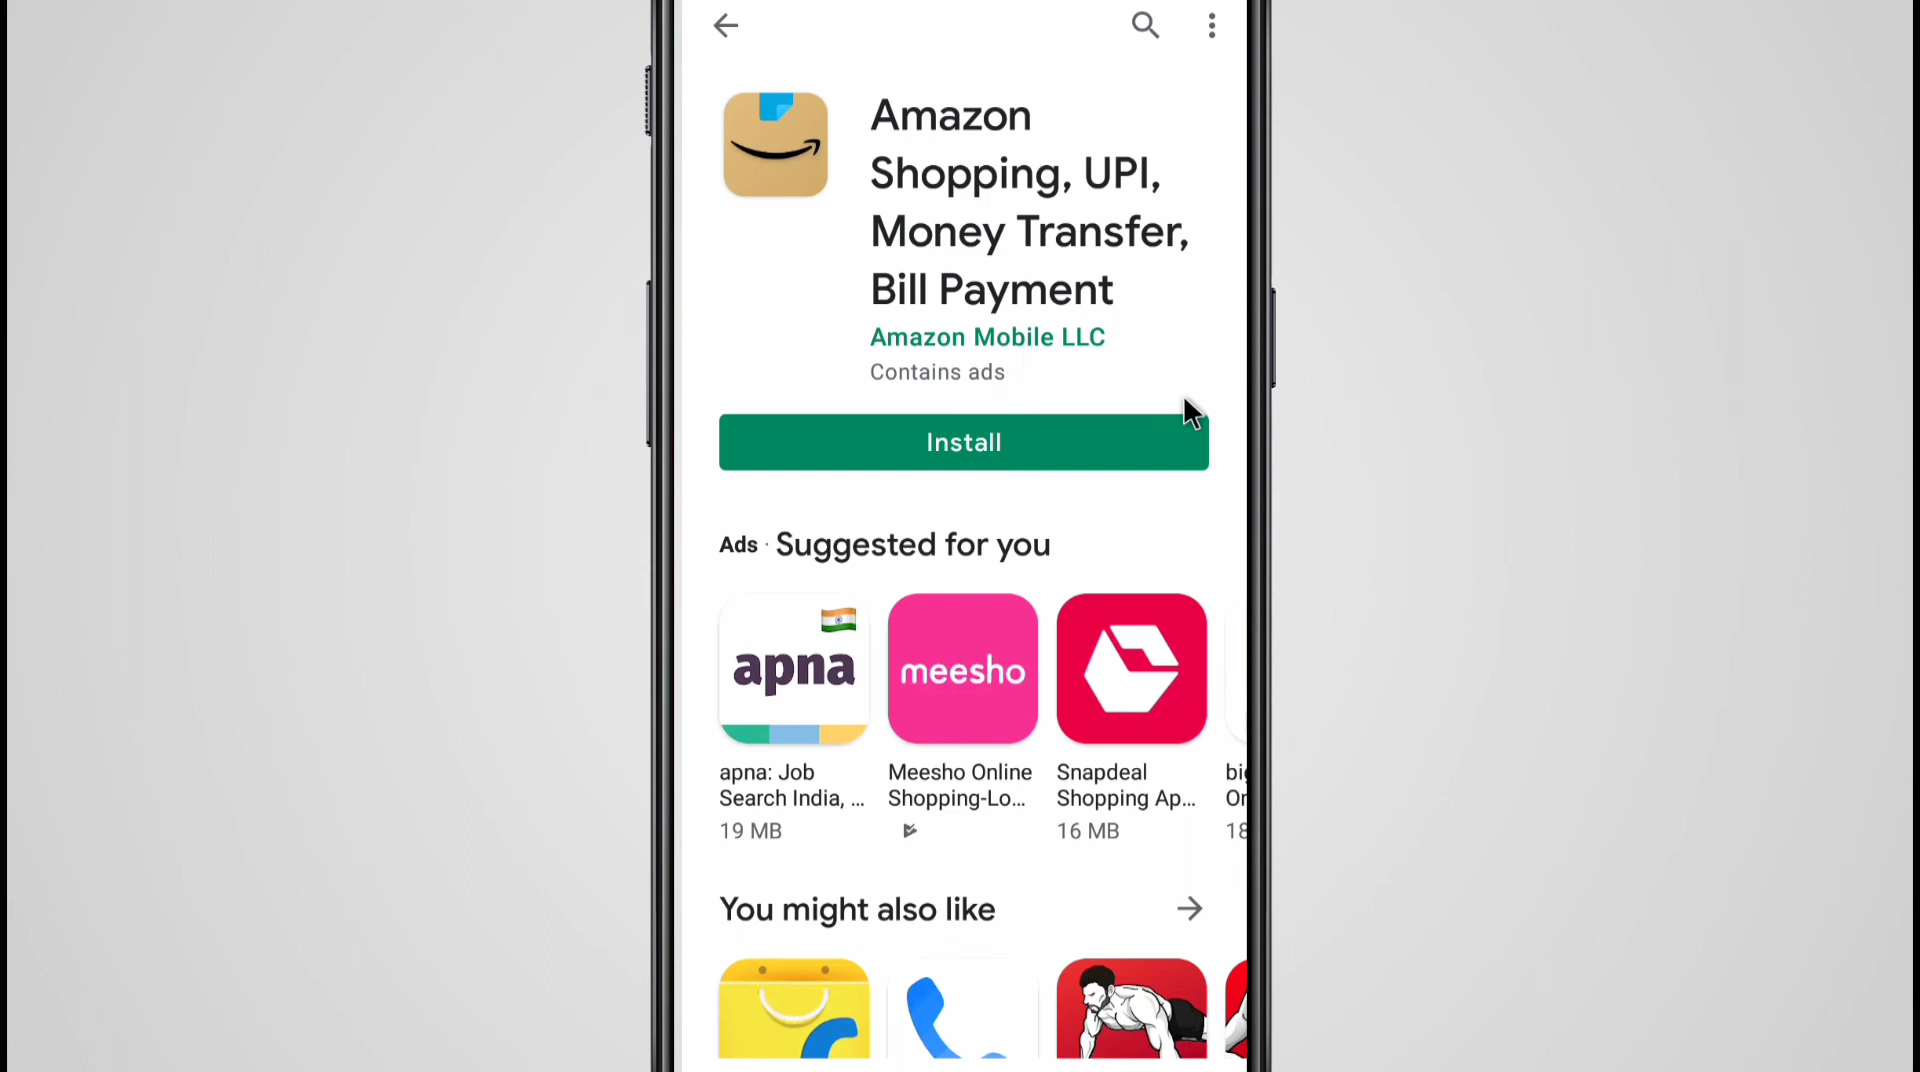 Amazon
Shopping, UPI,
Money Transfer,
Bill Payment
Amazon Mobile LLC
Contains ads
Install
Ads · Suggested for you
apna
meesho
apna: Job
Search India, ...
19 MB
Meesho Online
Shopping-Lo...
Snapdeal
Shopping Ap...
16 MB
On
18
You might also like